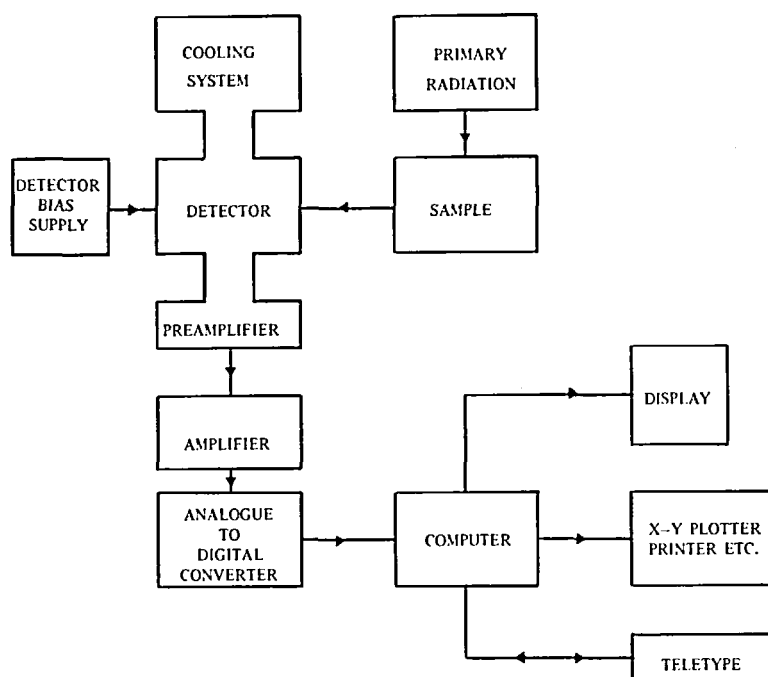 COOLING
SYSTEM
PRIMARY
RADIATION
DETECTOR
BIAS
SUPPLY
DETECTOR
SAMPLE
PREAMPLIFIER
AMPLIFIER
DISPLAY
ANALOGUE
TO
DIGITAL
CONVERTER
COMPUTER
X–Y PLOTTER
PRINTER ETC.
TELETYPE